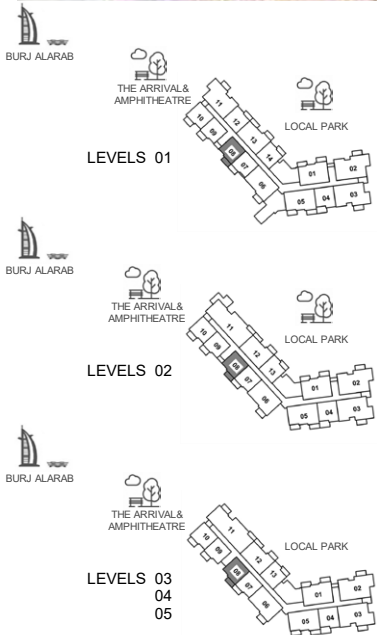 BURJ ALARAB
THE ARRIVAL&
AMPHITHEATRE
LOCAL PARK
LEVELS 01
11
10
09
12
13
14
08
07
06
01
02
05
04
03
BURJ ALARAB
THE ARRIVAL&
AMPHITHEATRE
LOCAL PARK
LEVELS 02
11
10
09
12
13
08
07
06
01
02
05
04
03
BURJ ALARAB
THE ARRIVAL&
AMPHITHEATRE
LOCAL PARK
LEVELS 03
04
05
11
10
09
12
13
08
07
06
01
02
05
04
03